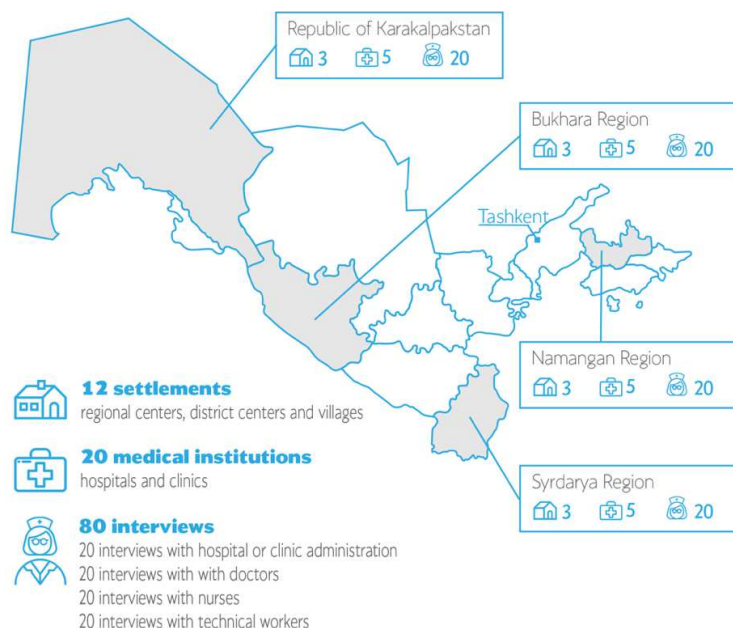 Republic of Karakalpakstan
3 5 20
Bukhara Region
3 5 20
Tashkent
Namangan Region
3 5 20
Syrdarya Region
3 5 20
12 settlements
regional centers, district centers and villages
20 medical institutions
hospitals and clinics
80 interviews
20 interviews with hospital or clinic administration
20 interviews with with doctors
20 interviews with nurses
20 interviews with technical workers